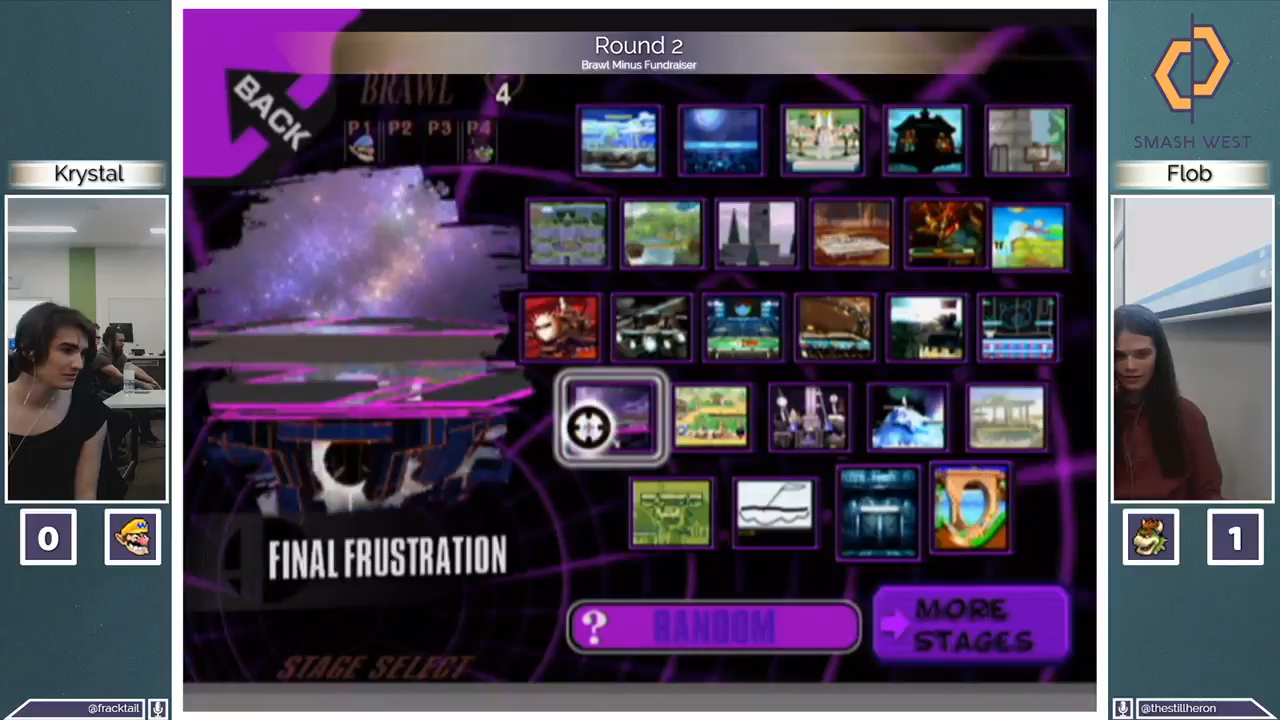 Round 2
Brawl Minus Fundraiser
BACK
BRAWL
4
P1 P2 P3 P4
SMASH WEST
Krystal
Flob
FINAL FRUSTRATION
0
1
? RANDOM
MORE
STAGES
STAGE SELECT
@fracktail
@thestillheron